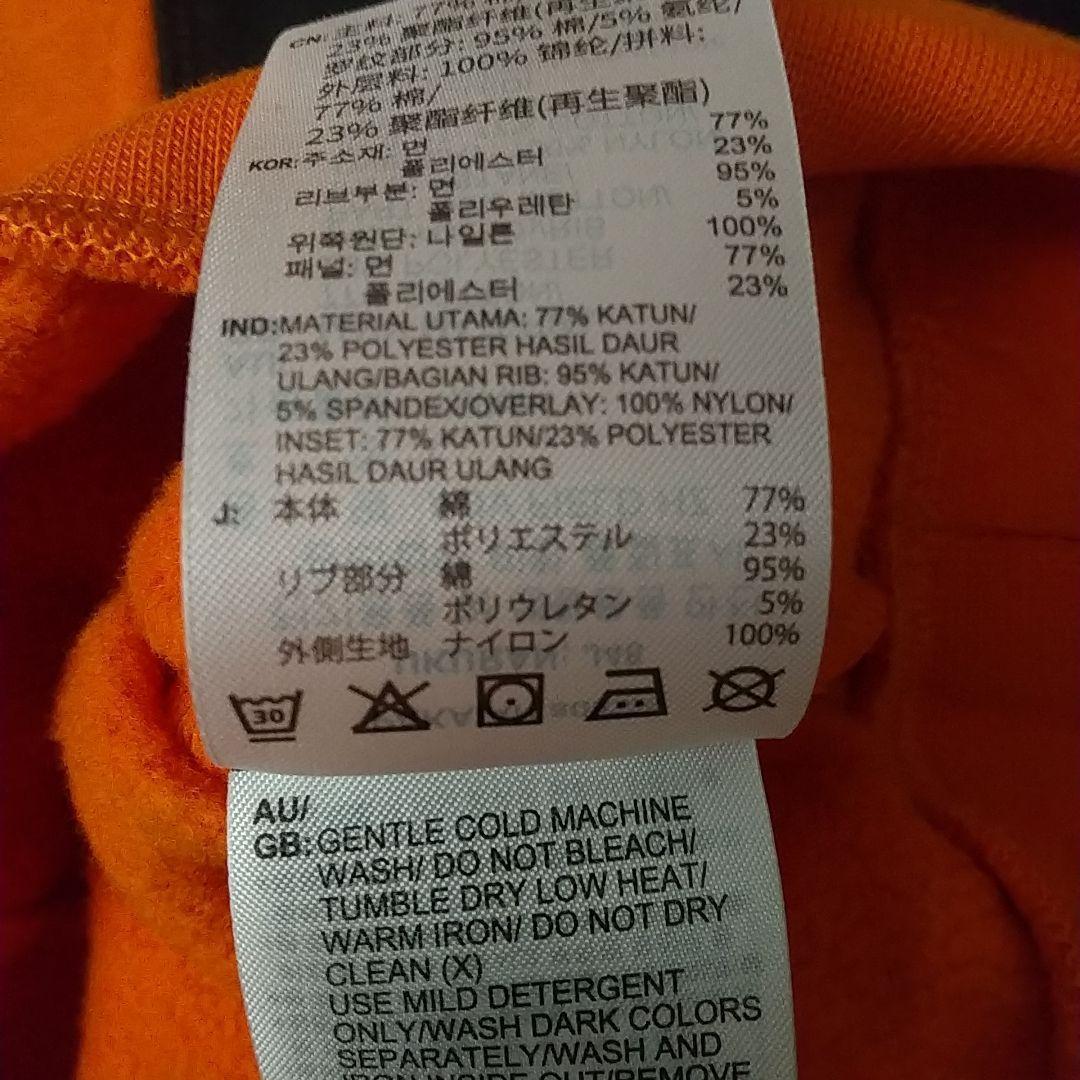 CN: 主料: 77% 棉/
23% 聚酯纤维(再生聚酯)
罗纹部分: 95% 棉/5% 氨纶/
外层料: 100% 锦纶/拼料:
77% 棉/
23% 聚酯纤维(再生聚酯)
KOR: 주소재: 면 77%
폴리에스터 23%
리브부분: 면 95%
폴리우레탄 5%
위쪽원단: 나일론 100%
패널: 면 77%
폴리에스터 23%
IND: MATERIAL UTAMA: 77% KATUN/
23% POLYESTER HASIL DAUR
ULANG/BAGIAN RIB: 95% KATUN/
5% SPANDEX/OVERLAY: 100% NYLON/
INSET: 77% KATUN/23% POLYESTER
HASIL DAUR ULANG
J: 本体 綿 77%
ポリエステル 23%
リブ部分 綿 95%
ポリウレタン 5%
外側生地 ナイロン 100%
30
AU/
GB: GENTLE COLD MACHINE
WASH/ DO NOT BLEACH/
TUMBLE DRY LOW HEAT/
WARM IRON/ DO NOT DRY
CLEAN (X)
USE MILD DETERGENT
ONLY/WASH DARK COLORS
SEPARATELY/WASH AND
IRON INSIDE OUT/REMOVE